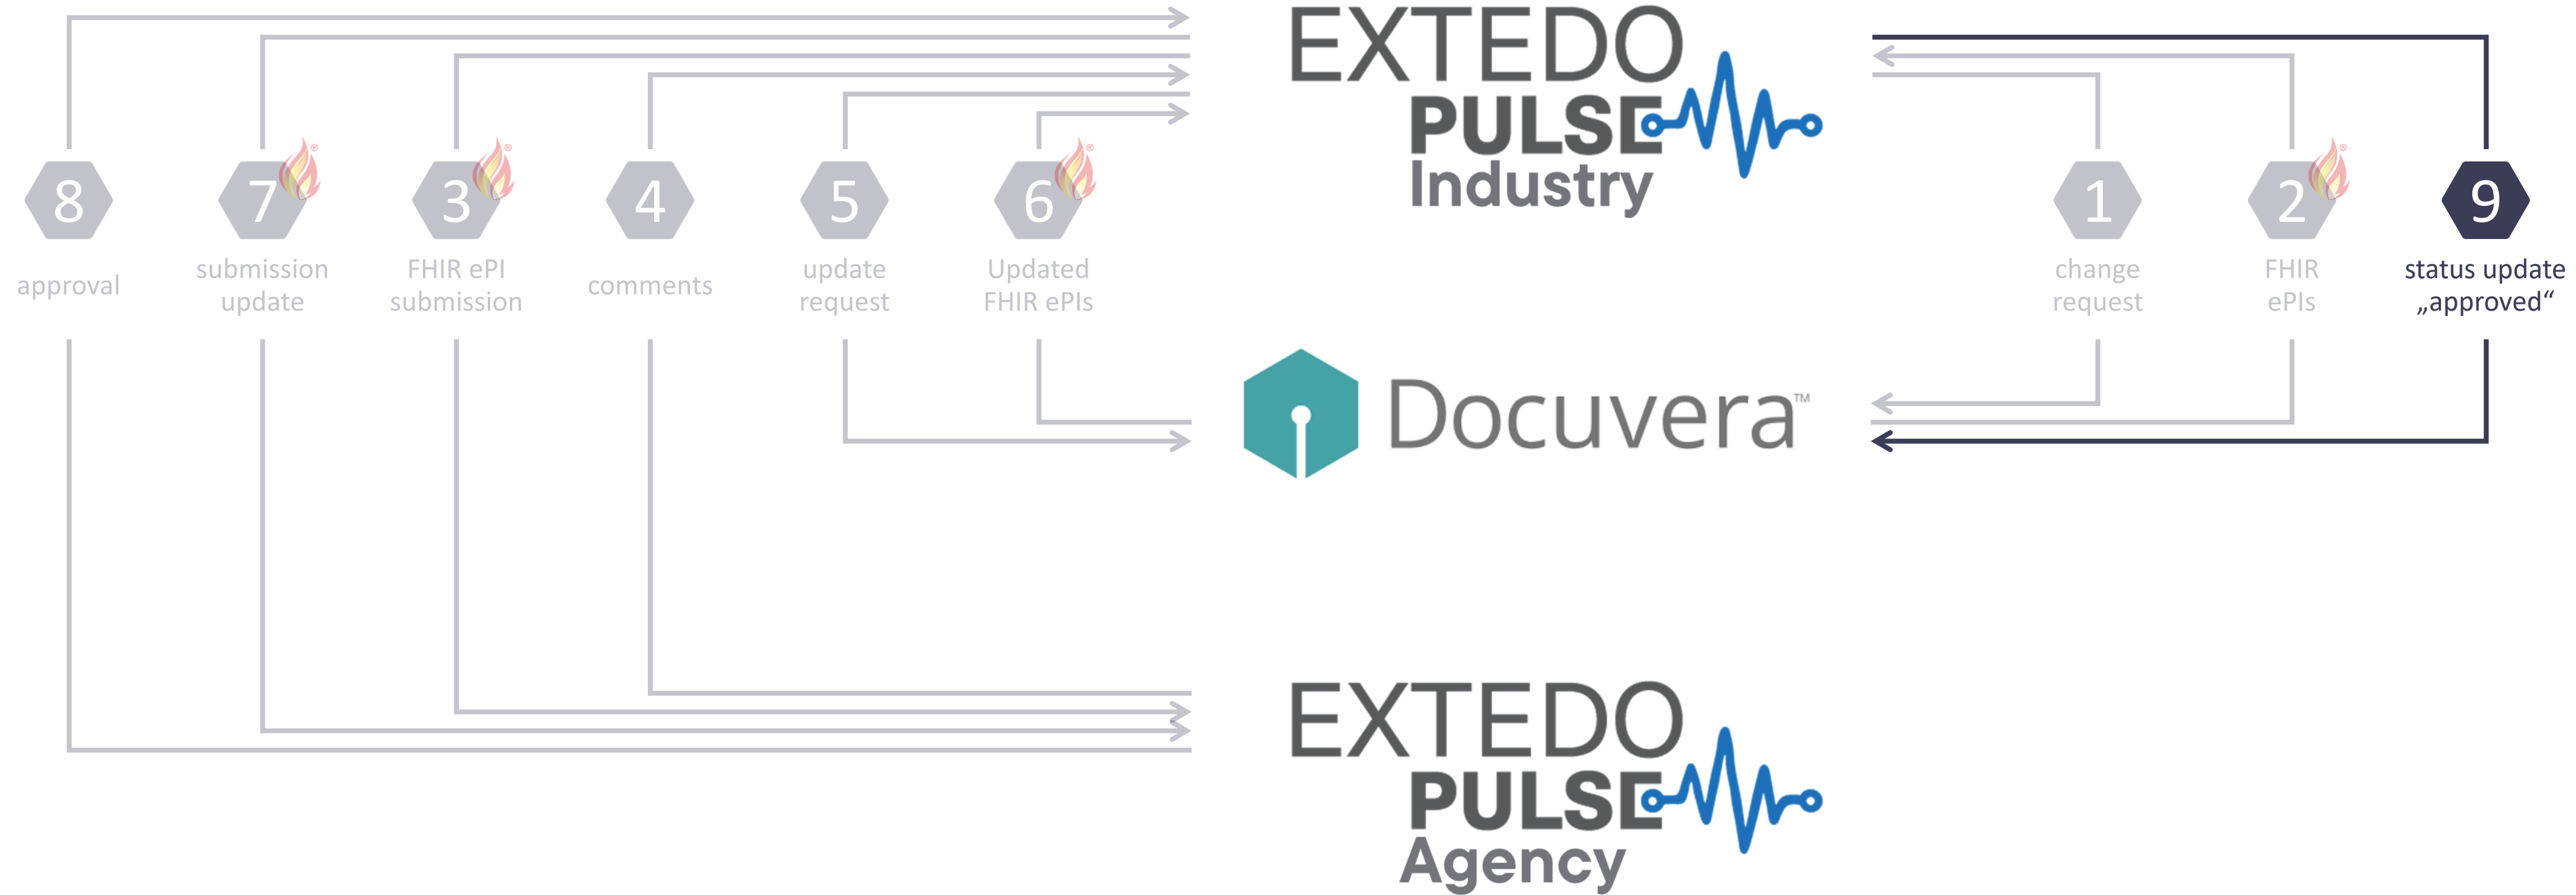 EXTEDO
PULSE
Industry
8
approval
7
®
submission
update
3
®
FHIR ePI
submission
4
comments
5
update
request
6
®
Updated
FHIR ePIs
1
change
request
2
®
FHIR
ePIs
9
status update
„approved“
Docuvera™
EXTEDO
PULSE
Agency